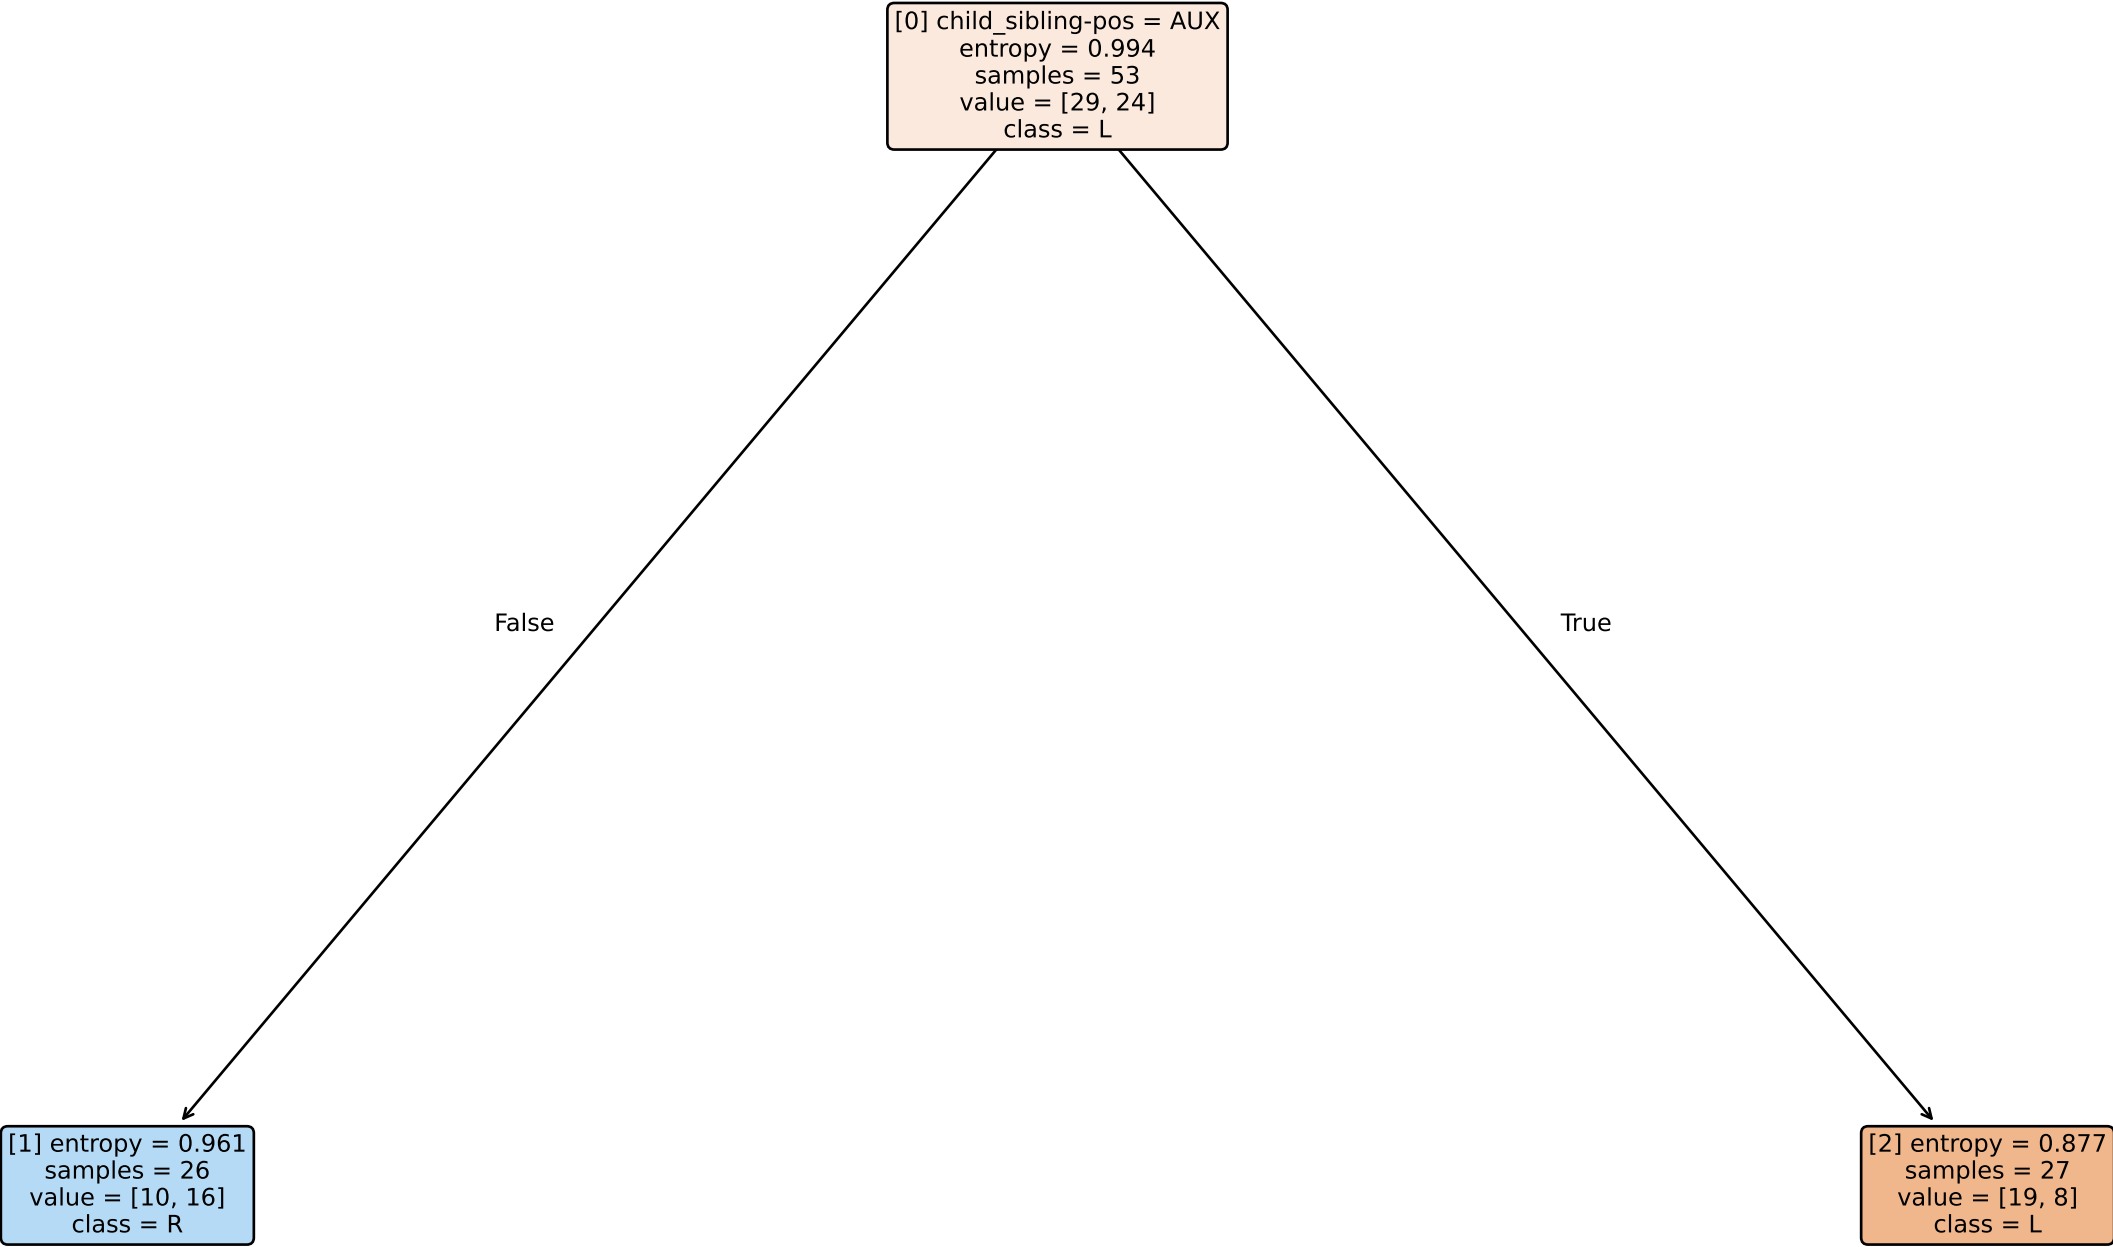 [0] child_sibling-pos = AUX
entropy = 0.994
samples = 53
value = [29, 24]
class = L
False
True
[1] entropy = 0.961
samples = 26
value = [10, 16]
class = R
[2] entropy = 0.877
samples = 27
value = [19, 8]
class = L